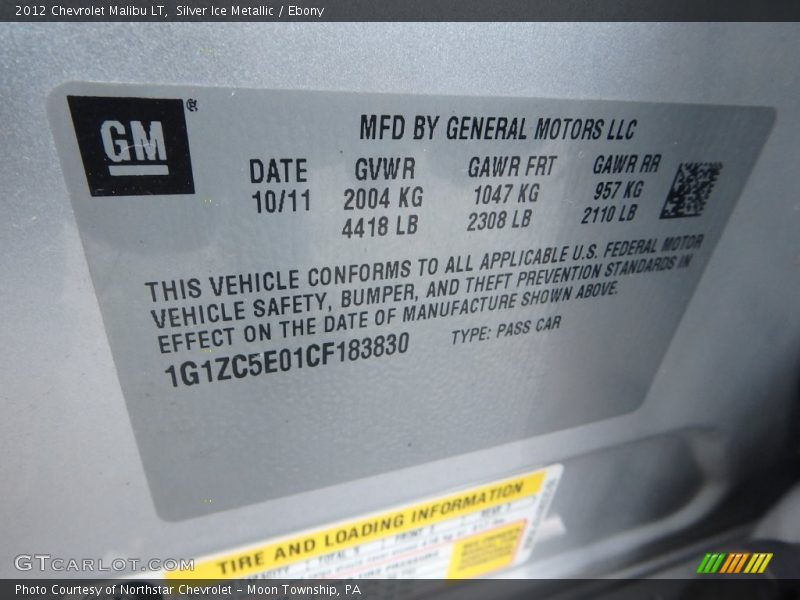 2012 Chevrolet Malibu LT, Silver Ice Metallic / Ebony
GM
MFD BY GENERAL MOTORS LLC
DATE GVWR GAWR FRT GAWR RR
10/11 2004 KG 1047 KG 957 KG
4418 LB 2308 LB 2110 LB
THIS VEHICLE CONFORMS TO ALL APPLICABLE U.S. FEDERAL MOTOR
VEHICLE SAFETY, BUMPER, AND THEFT PREVENTION STANDARDS IN
EFFECT ON THE DATE OF MANUFACTURE SHOWN ABOVE.
1G1ZC5E01CF183830 TYPE: PASS CAR
TIRE AND LOADING INFORMATION
GTCARLOT.COM
Photo Courtesy of Northstar Chevrolet - Moon Township, PA